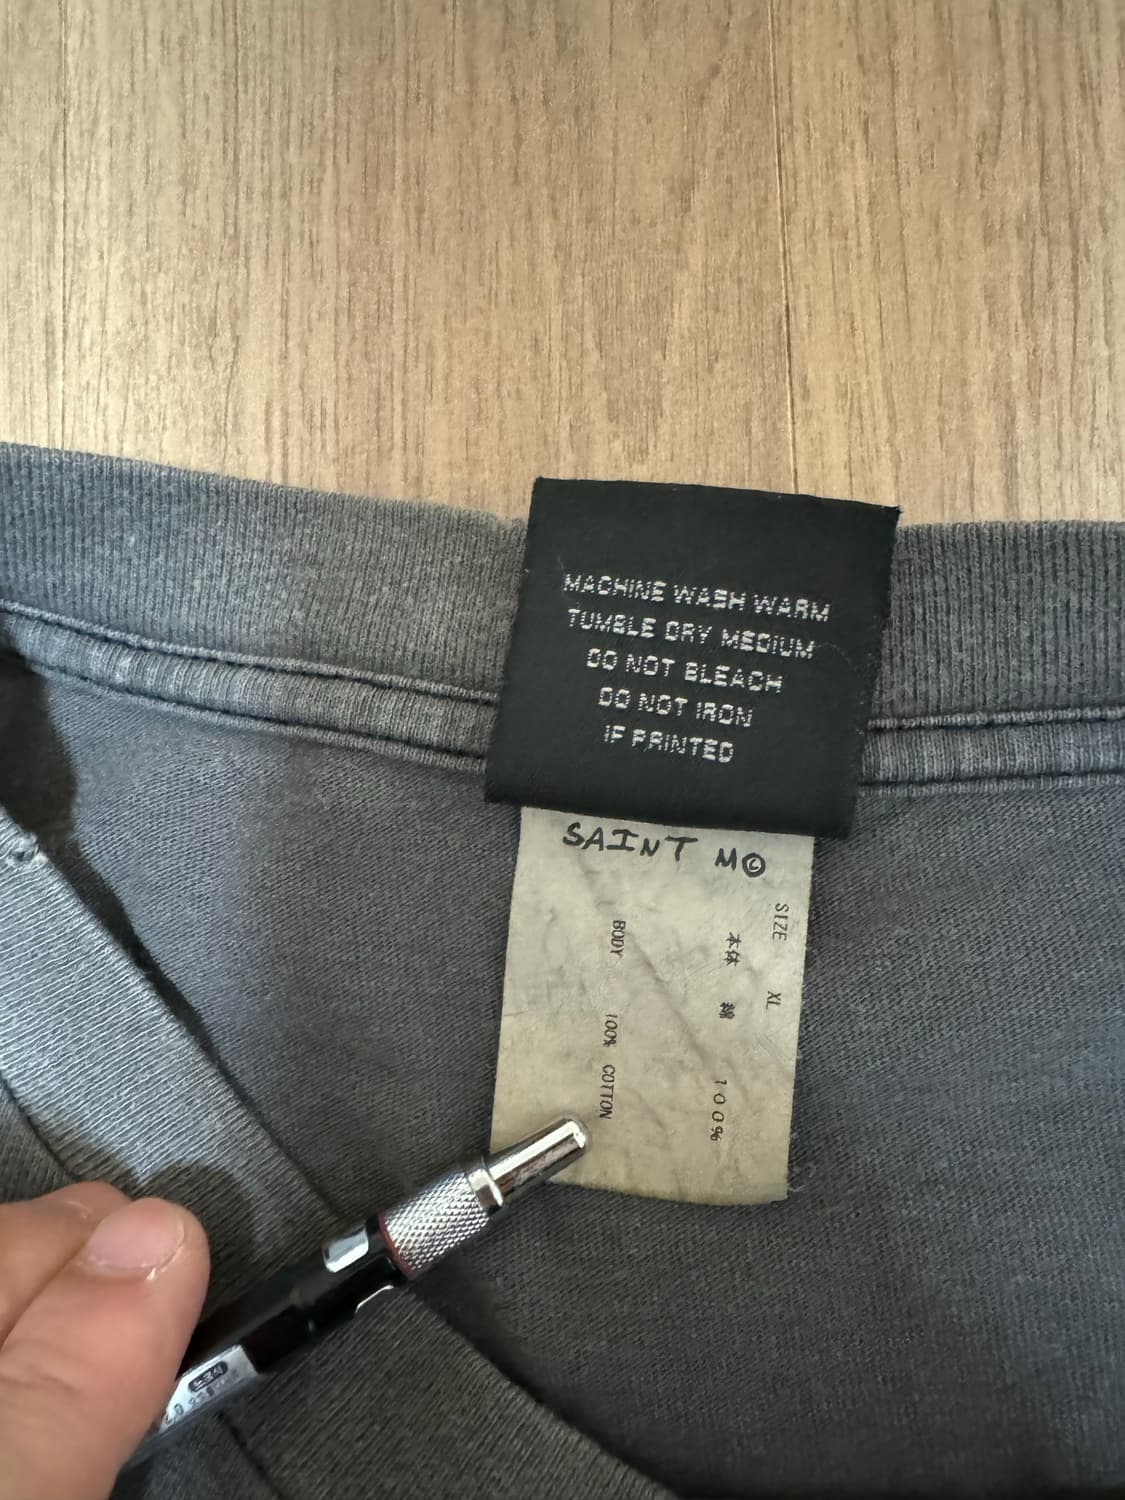 MACHINE WASH WARM
TUMBLE DRY MEDIUM
DO NOT BLEACH
DO NOT IRON
IF PRINTED
SAINT M©
SIZE XL
本体 綿 100%
BODY 100% COTTON